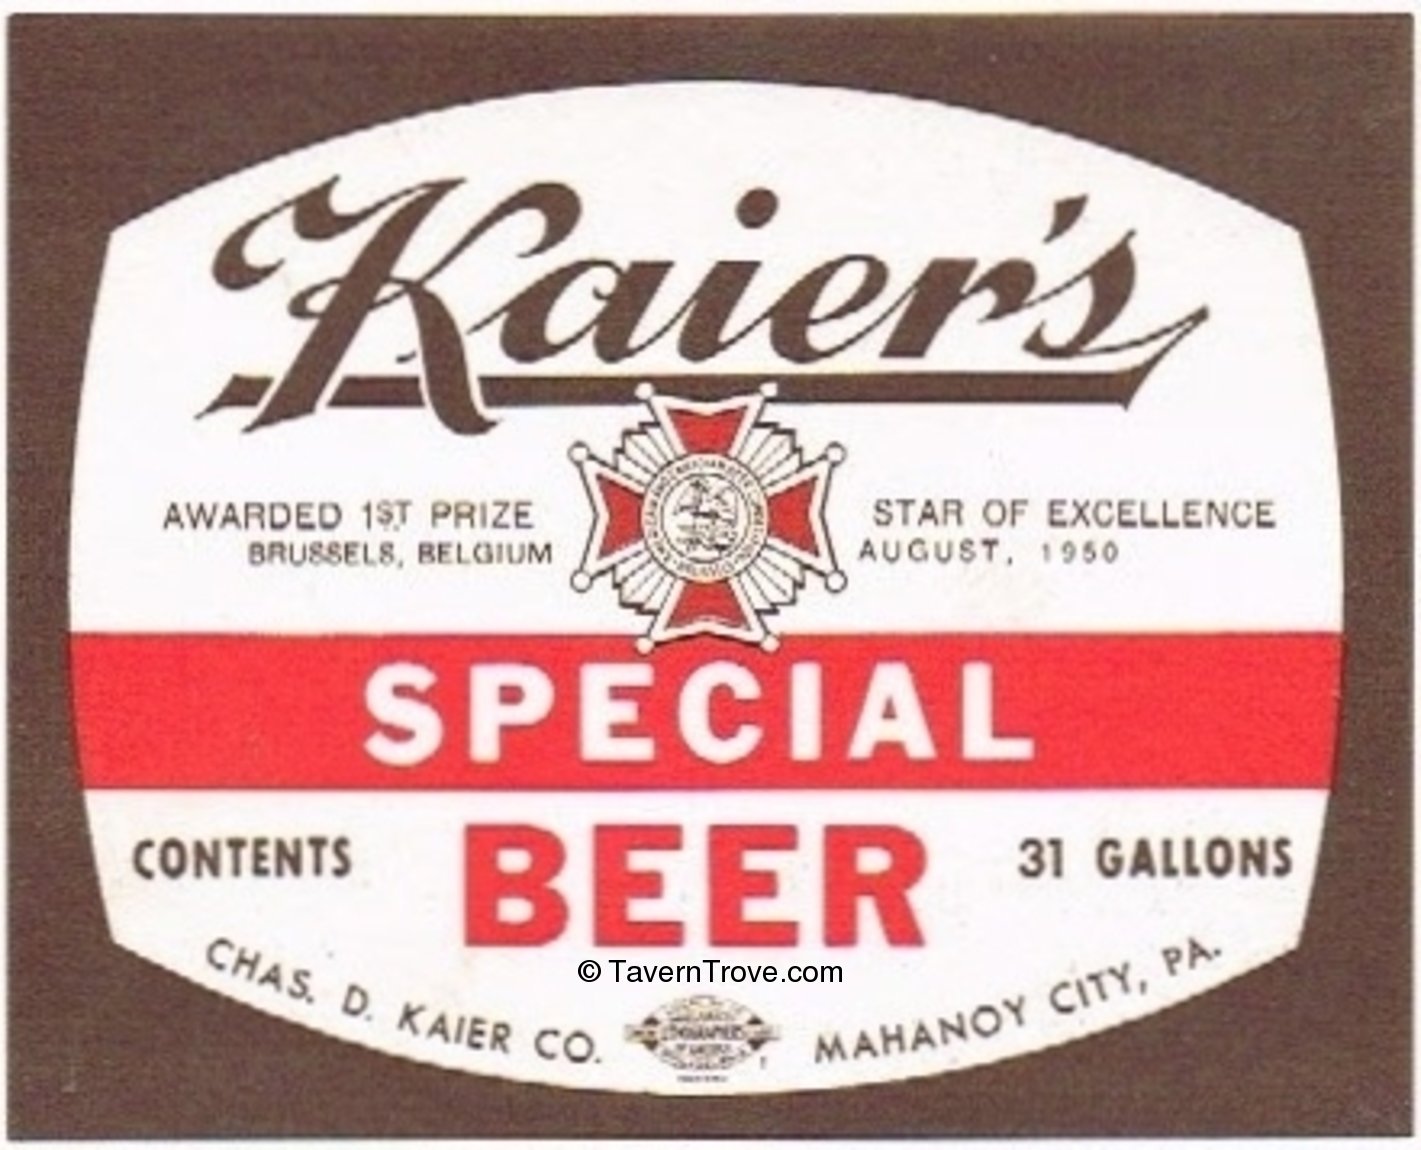 Kaier's
AWARDED 1ST PRIZE
BRUSSELS, BELGIUM
STAR OF EXCELLENCE
AUGUST, 1950
SPECIAL
BEER
CONTENTS
31 GALLONS
© TavernTrove.com
CHAS. D. KAIER CO.
MAHANOY CITY, PA.